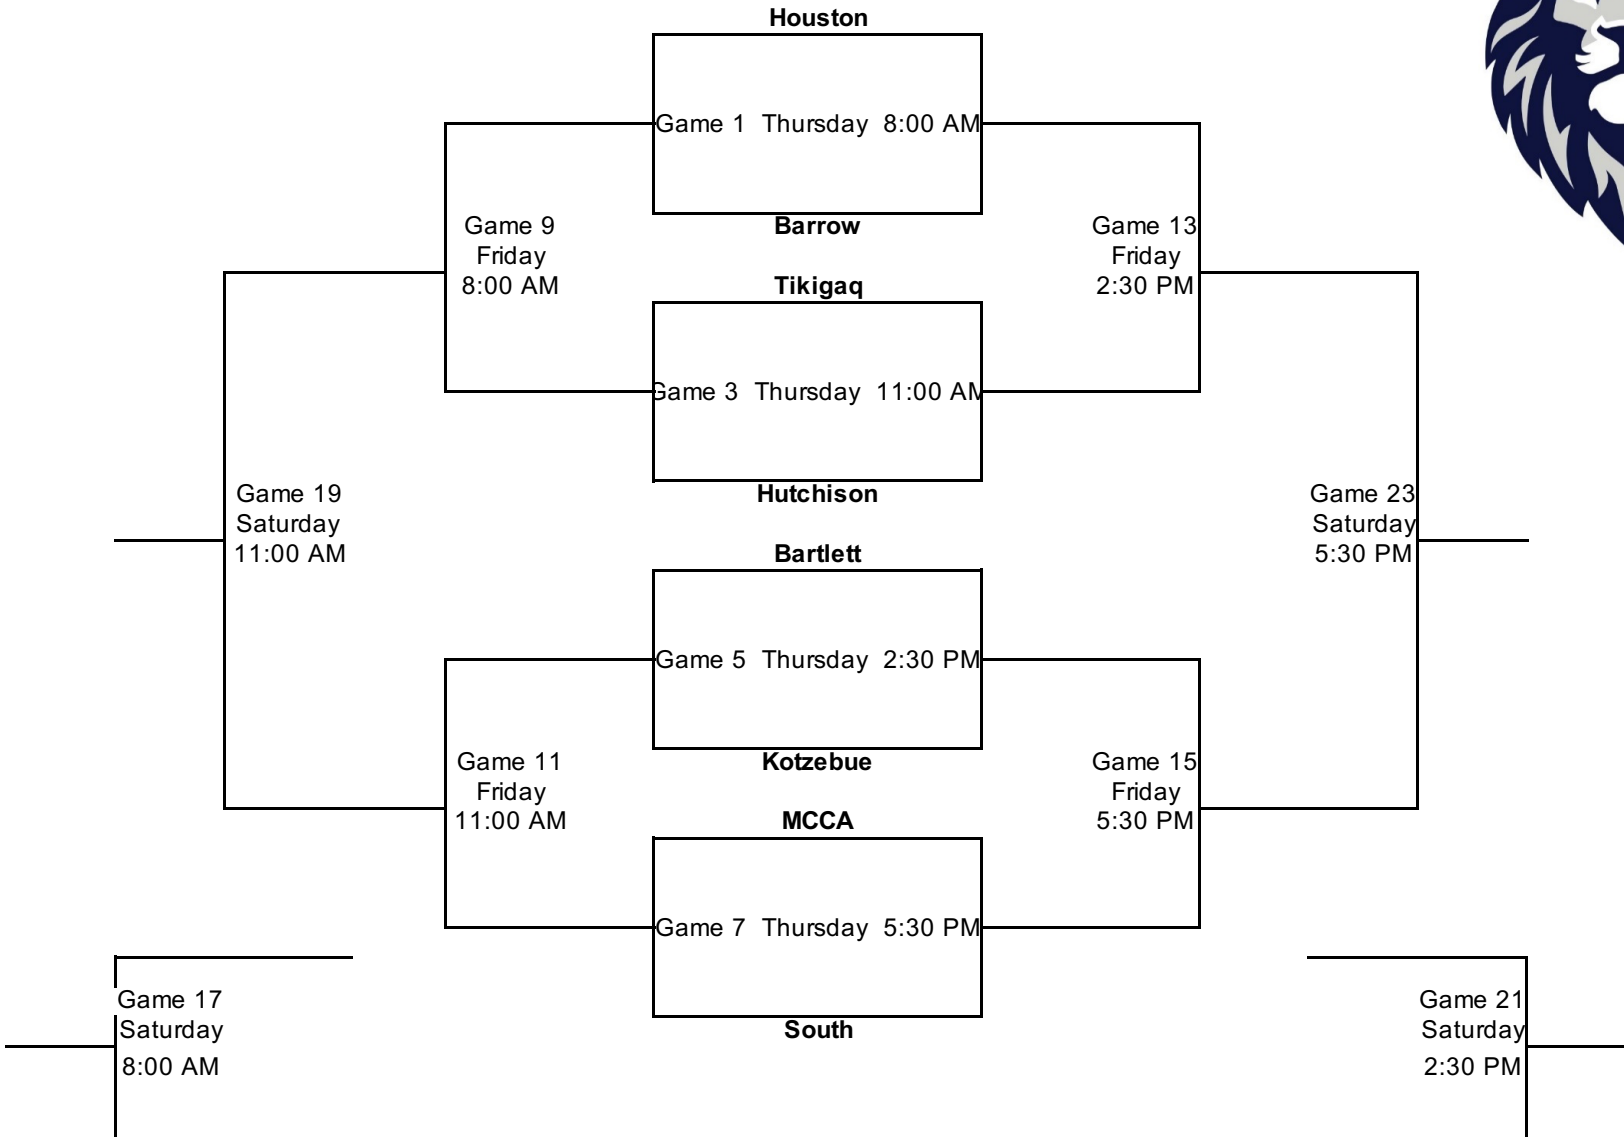 Houston
Game 1 Thursday 8:00 AM
Barrow
Game 9
Friday
8:00 AM
Game 13
Friday
2:30 PM
Tikigaq
Game 3 Thursday 11:00 AM
Hutchison
Game 19
Saturday
11:00 AM
Game 23
Saturday
5:30 PM
Bartlett
Game 5 Thursday 2:30 PM
Kotzebue
Game 11
Friday
11:00 AM
Game 15
Friday
5:30 PM
MCCA
Game 7 Thursday 5:30 PM
South
Game 17
Saturday
8:00 AM
Game 21
Saturday
2:30 PM